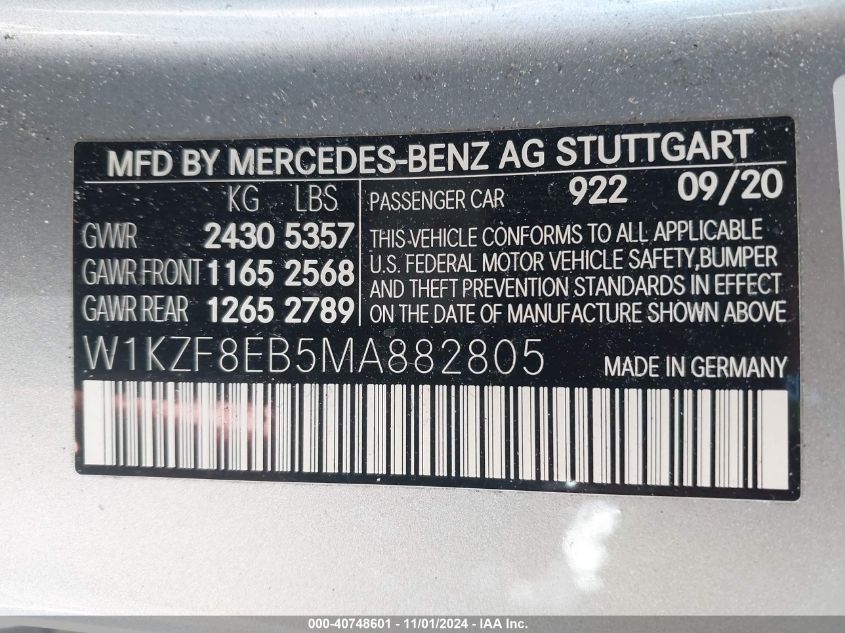 MFD BY MERCEDES-BENZ AG STUTTGART
KG LBS
GVWR 2430 5357
GAWR FRONT 1165 2568
GAWR REAR 1265 2789
PASSENGER CAR 922 09/20
THIS VEHICLE CONFORMS TO ALL APPLICABLE
U.S. FEDERAL MOTOR VEHICLE SAFETY,BUMPER
AND THEFT PREVENTION STANDARDS IN EFFECT
ON THE DATE OF MANUFACTURE SHOWN ABOVE
W1KZF8EB5MA882805
MADE IN GERMANY
000-40748601 - 11/01/2024 - IAA Inc.